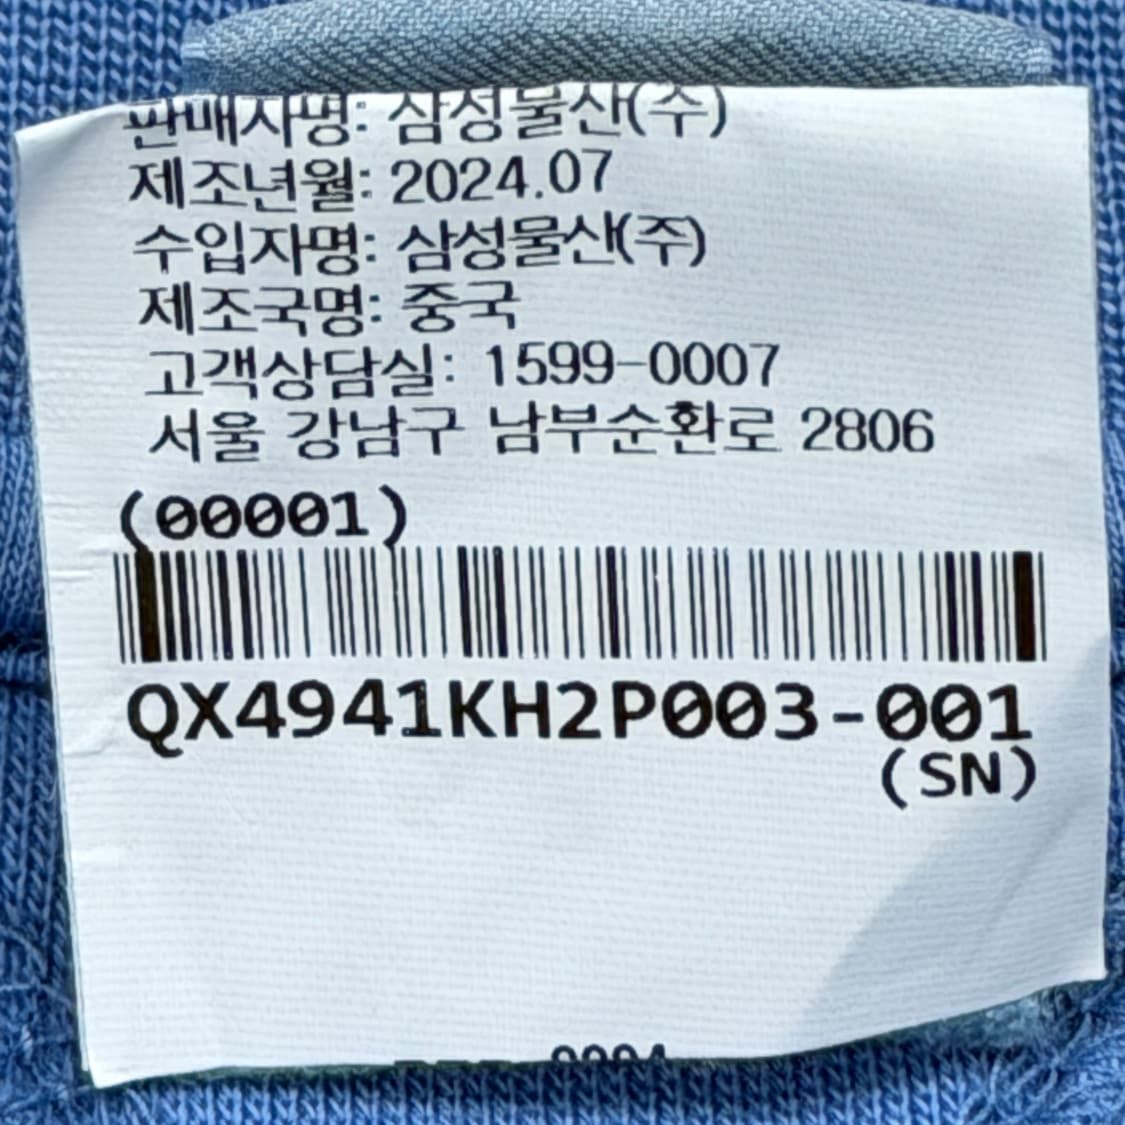 판매자명: 삼성물산(주)
제조년월: 2024.07
수입자명: 삼성물산(주)
제조국명: 중국
고객상담실: 1599-0007
서울 강남구 남부순환로 2806
(00001)
QX4941KH2P003-001
(SN)